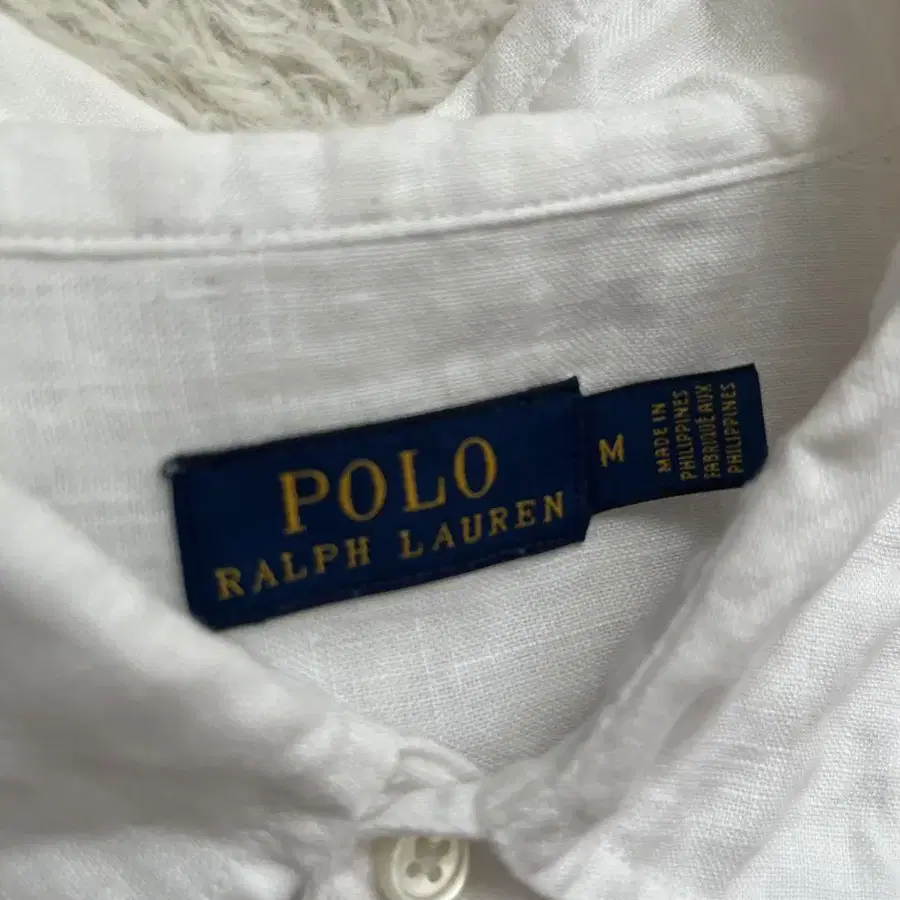 POLO
RALPH LAUREN
M
MADE IN
PHILIPPINES
FABRIQUÉ AUX
PHILIPPINES